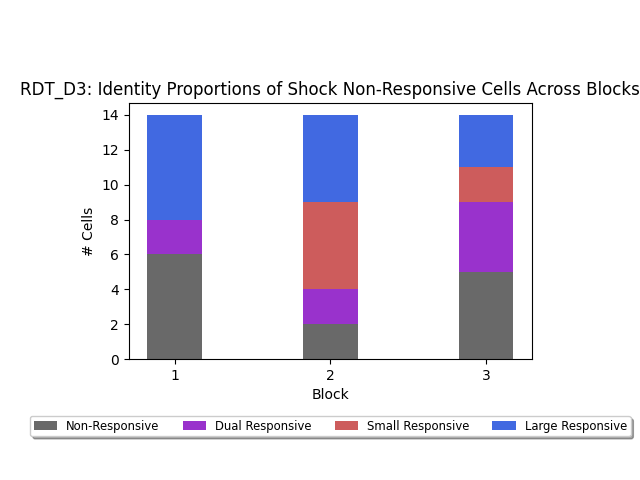 RDT_D3: Identity Proportions of Shock Non-Responsive Cells Across Blocks
14
12
10
8
6
4
2
0
# Cells
1 2 3
Block
Non-Responsive Dual Responsive Small Responsive Large Responsive